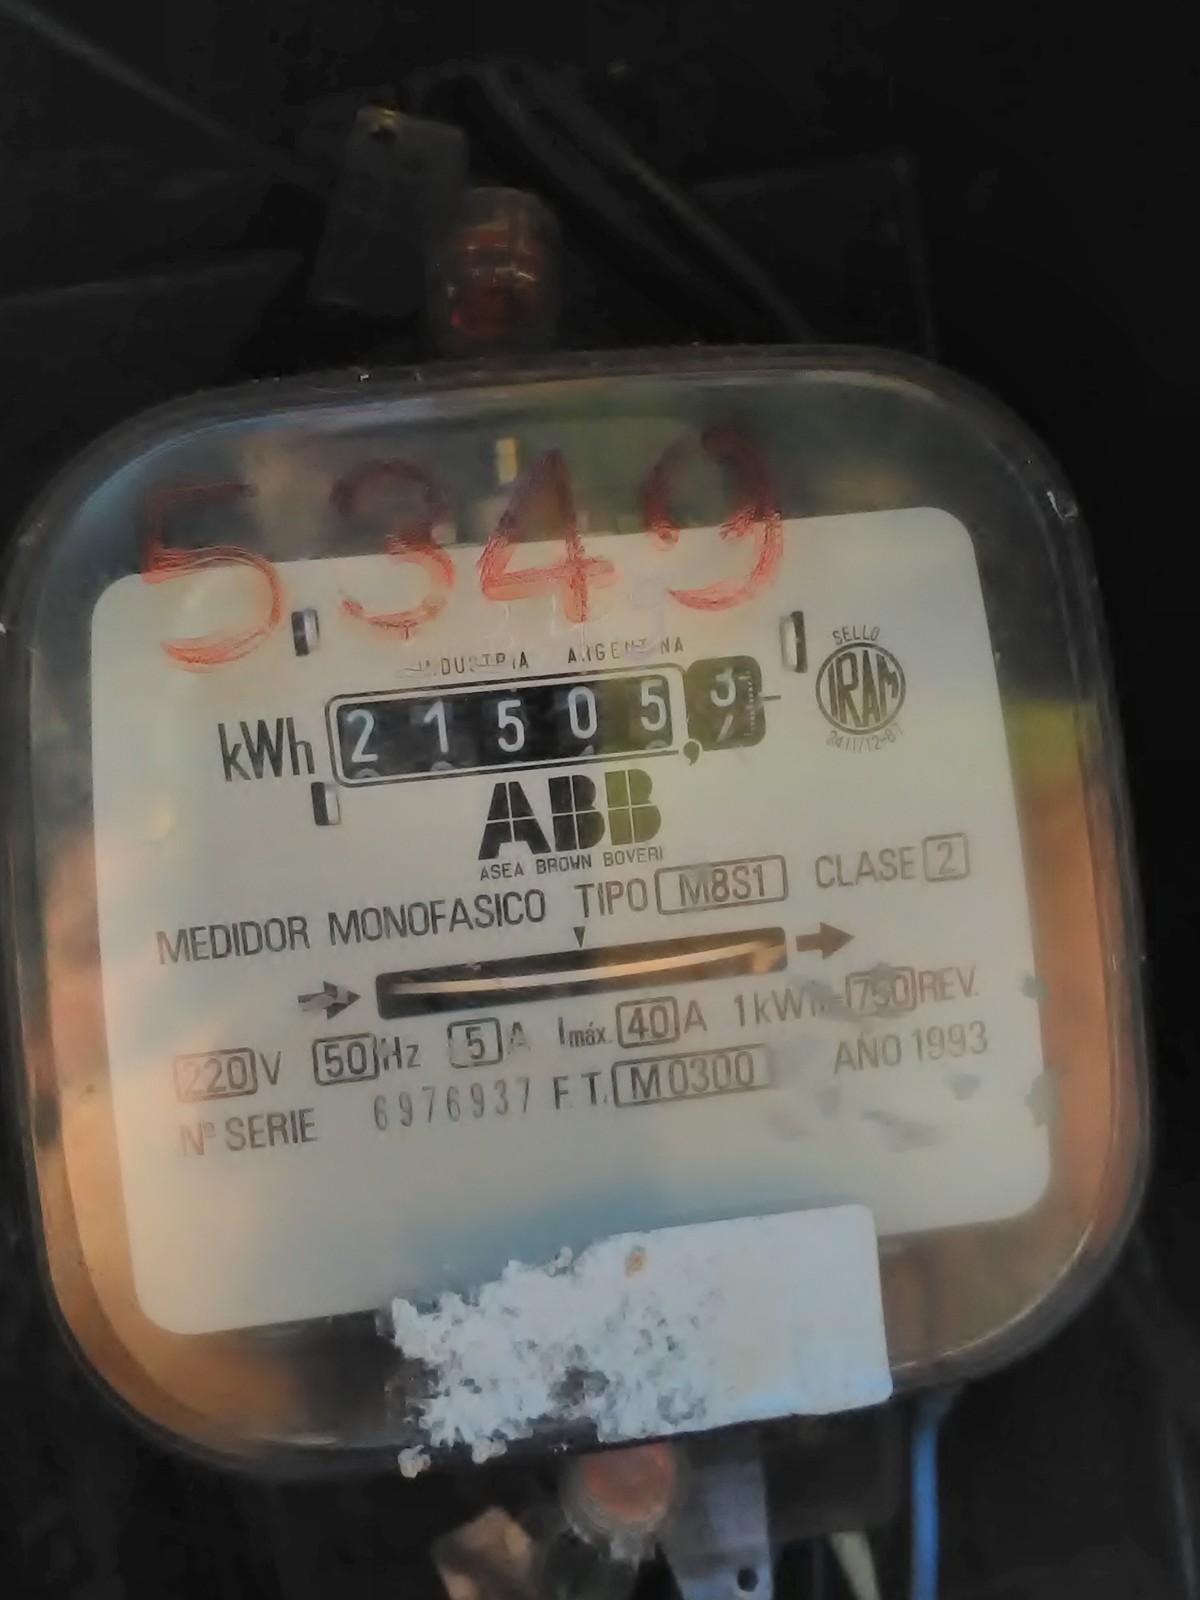 5349
INDUSTRIA ARGENTINA
SELLO
IRAM
kWh 21505,3
ABB
ASEA BROWN BOVERI
MEDIDOR MONOFASICO TIPO M8S1 CLASE 2
220 V 50 Hz 5 A Imáx. 40 A 1kWh=750 REV.
Nº SERIE 6976937 F.T. M0300 AÑO 1993